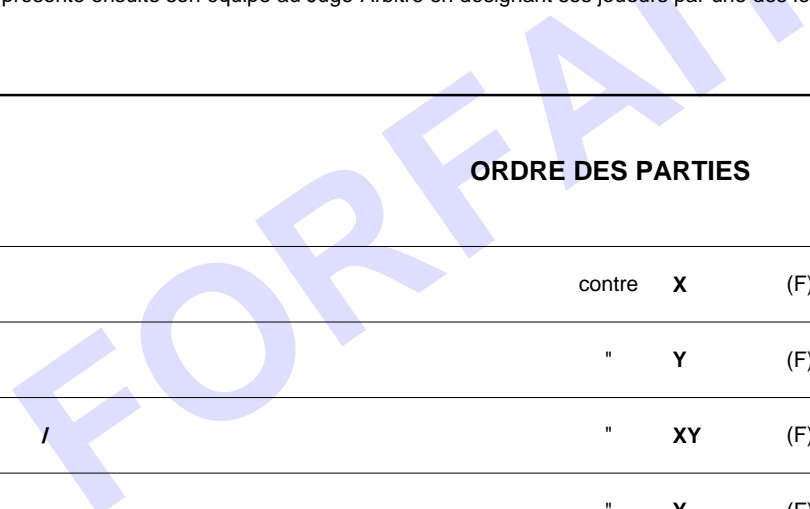 présente ensuite son équipe au Juge-Arbitre en désignant ses joueurs par une des
ORDRE DES PARTIES
contre X (F)
" Y (F)
/ " XY (F)
" (F)
FORFAIT